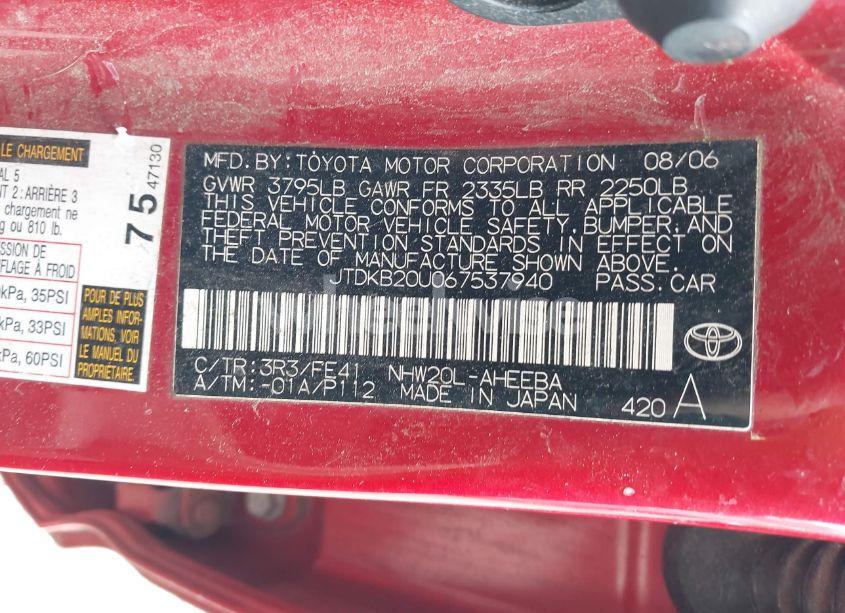 LE CHARGEMENT
AL 5
2 : ARRIÈRE 3
chargement ne
g ou 810 lb.
SSION DE
FLAGE À FROID
kPa, 35PSI
kPa, 33PSI
kPa, 60PSI
POUR DE PLUS
AMPLES INFOR-
MATIONS, VOIR
LE MANUEL DU
PROPRIÉTAIRE.
75 47130
MFD. BY: TOYOTA MOTOR CORPORATION 08/06
GVWR 3795LB GAWR FR 2335LB RR 2250LB
THIS VEHICLE CONFORMS TO ALL APPLICABLE
FEDERAL MOTOR VEHICLE SAFETY, BUMPER, AND
THEFT PREVENTION STANDARDS IN EFFECT ON
THE DATE OF MANUFACTURE SHOWN ABOVE.
JTDKB20U067537940 PASS. CAR
wheelwise
C/TR: 3R3/FE41 NHW20L-AHEEBA
A/TM: -01A/P112 MADE IN JAPAN
420 A